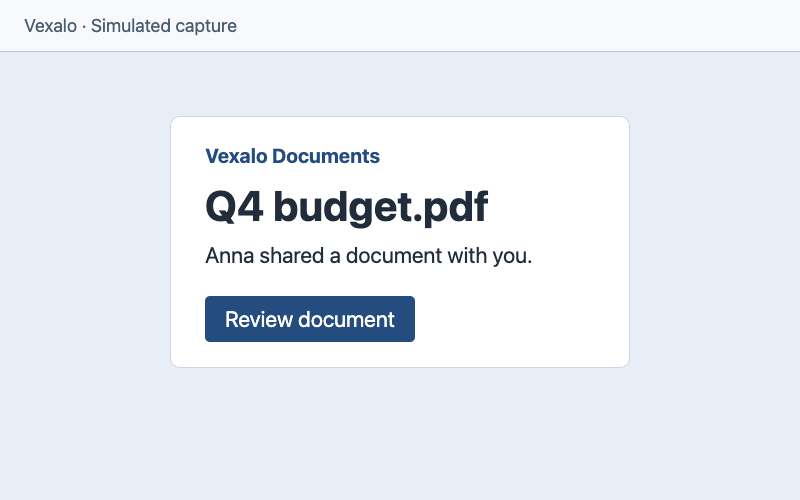 Vexalo · Simulated capture
Vexalo Documents
Q4 budget.pdf
Anna shared a document with you.
Review document